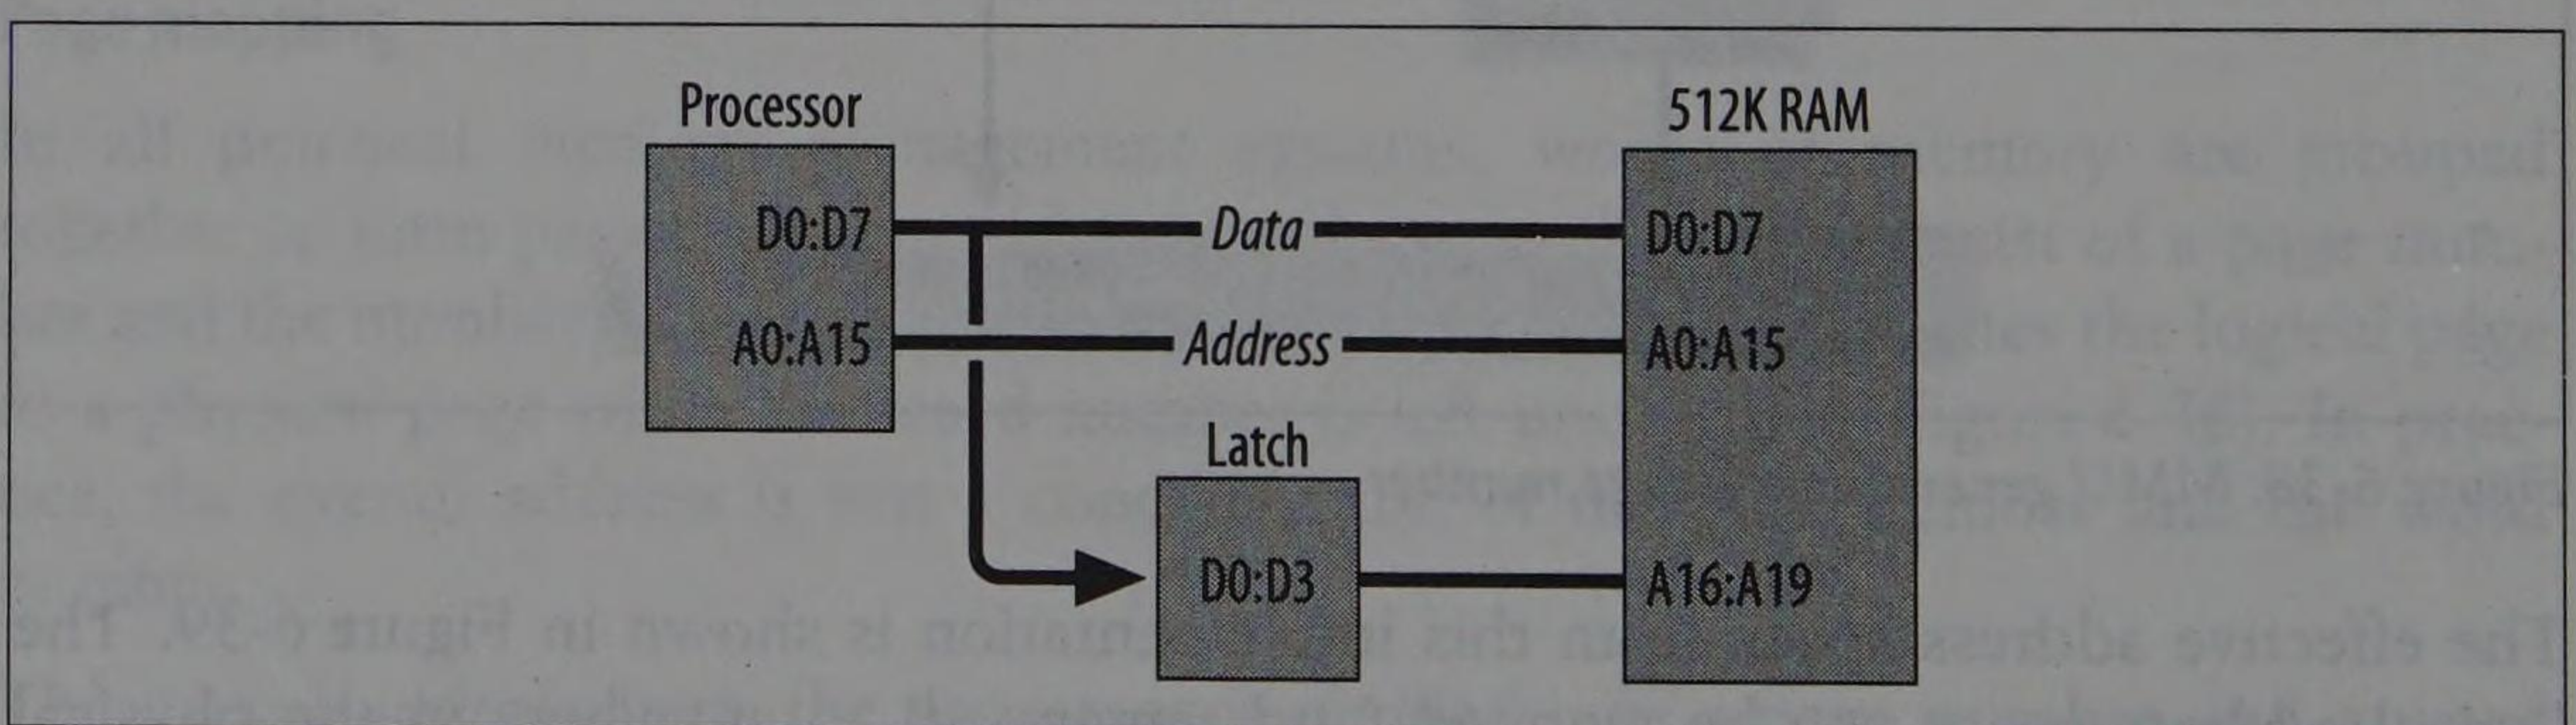 Processor
512K RAM
D0:D7
Data
D0:D7
A0:A15
Address
A0:A15
Latch
D0:D3
A16:A19